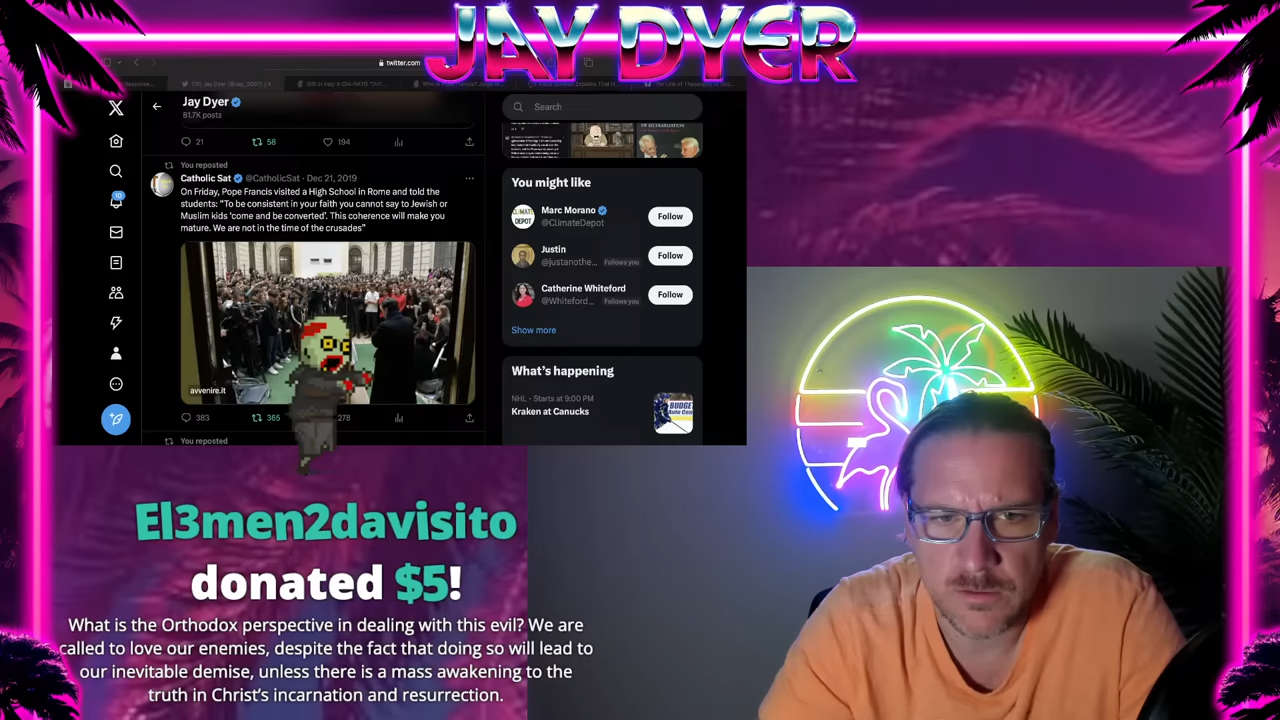 JAY DYER
twitter.com
Jay Dyer
81.7K posts
21
58
194
You reposted
Catholic Sat @CatholicSat · Dec 21, 2019
On Friday, Pope Francis visited a High School in Rome and told the
students: "To be consistent in your faith you cannot say to Jewish or
Muslim kids 'come and be converted'. This coherence will make you
mature. We are not in the time of the crusades"
avvenire.it
383
365
278
You reposted
Search
You might like
Marc Morano
@ClimateDepot
Follow
Justin
@justanothe...
Follows you
Follow
Catherine Whiteford
@Whiteford...
Follows you
Follow
Show more
What's happening
NHL · Starts at 9:00 PM
Kraken at Canucks
El3men2davisito
donated $5!
What is the Orthodox perspective in dealing with this evil? We are
called to love our enemies, despite the fact that doing so will lead to
our inevitable demise, unless there is a mass awakening to the
truth in Christ's incarnation and resurrection.